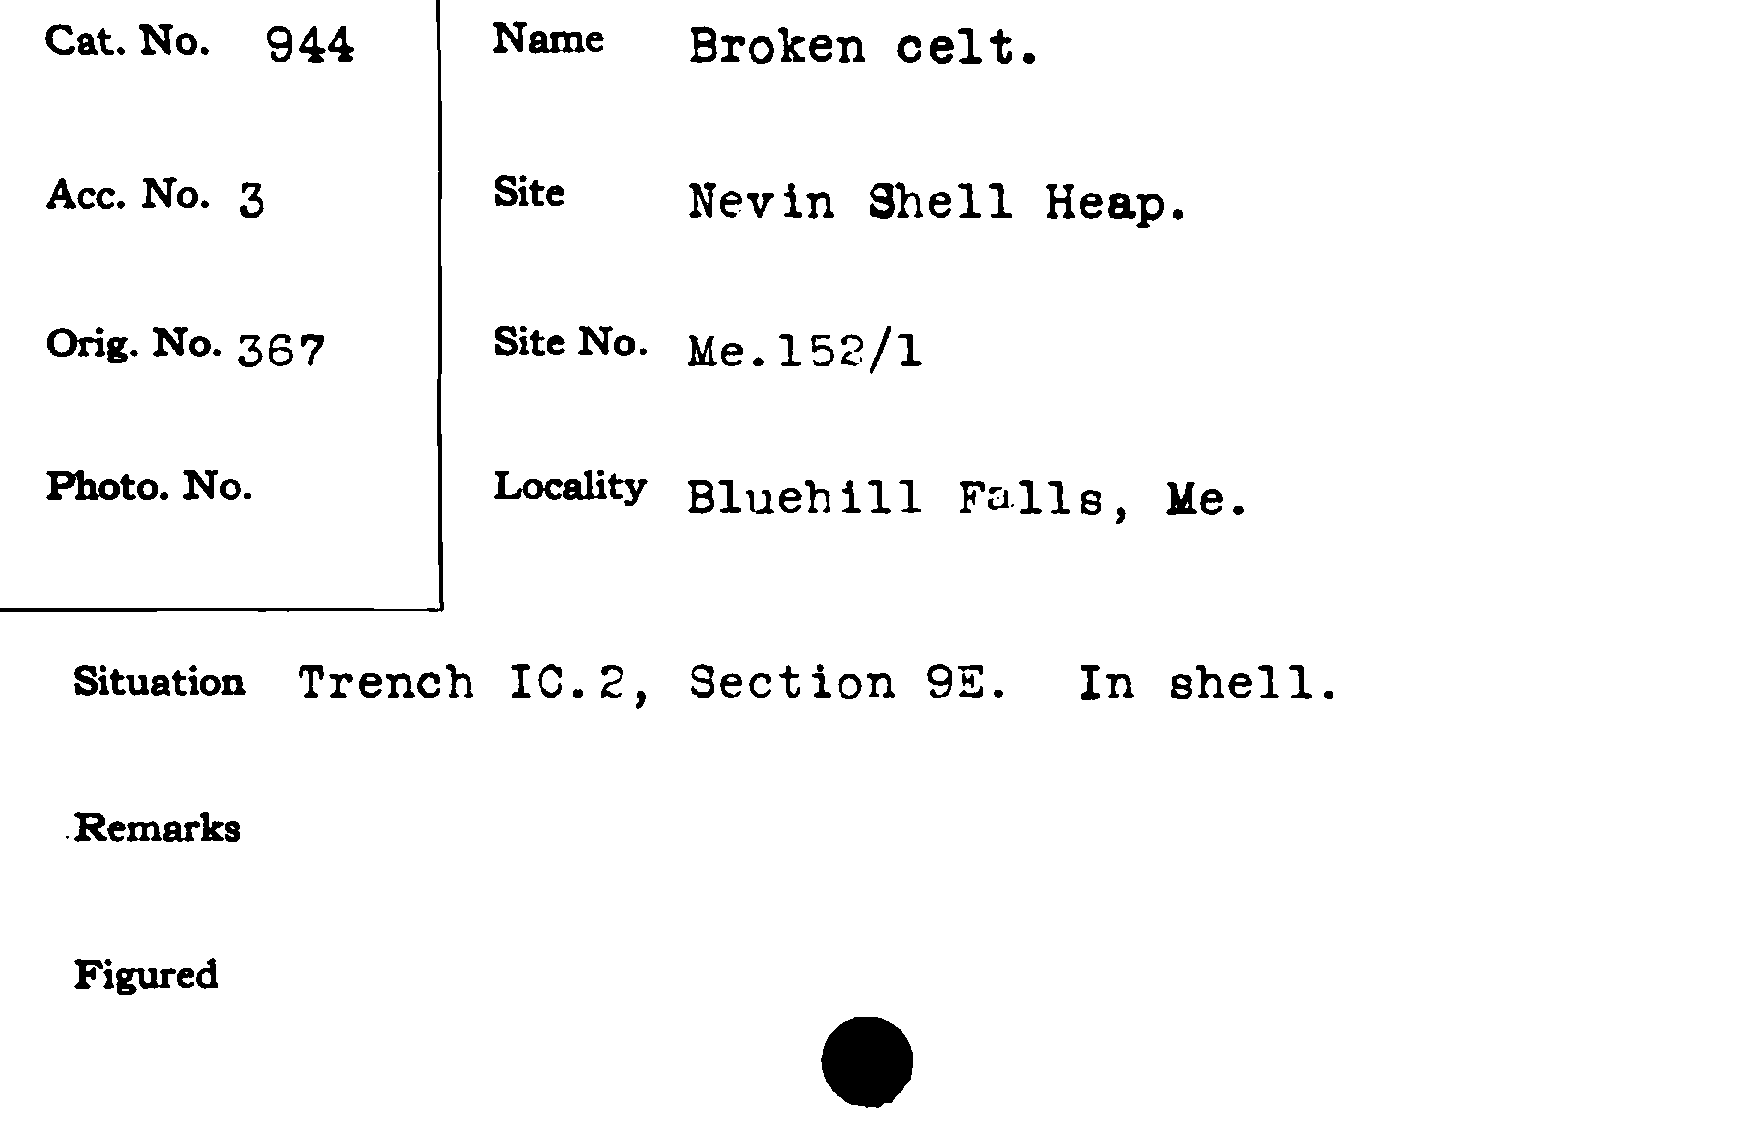 Cat. No. 944 Name Broken celt.
Acc. No. 3 Site Nevin Shell Heap.
Orig. No. 367 Site No. Me.152/1
Photo. No. Locality Bluehill Falls, Me.
Situation Trench IC.2, Section 9E. In shell.
Remarks
Figured